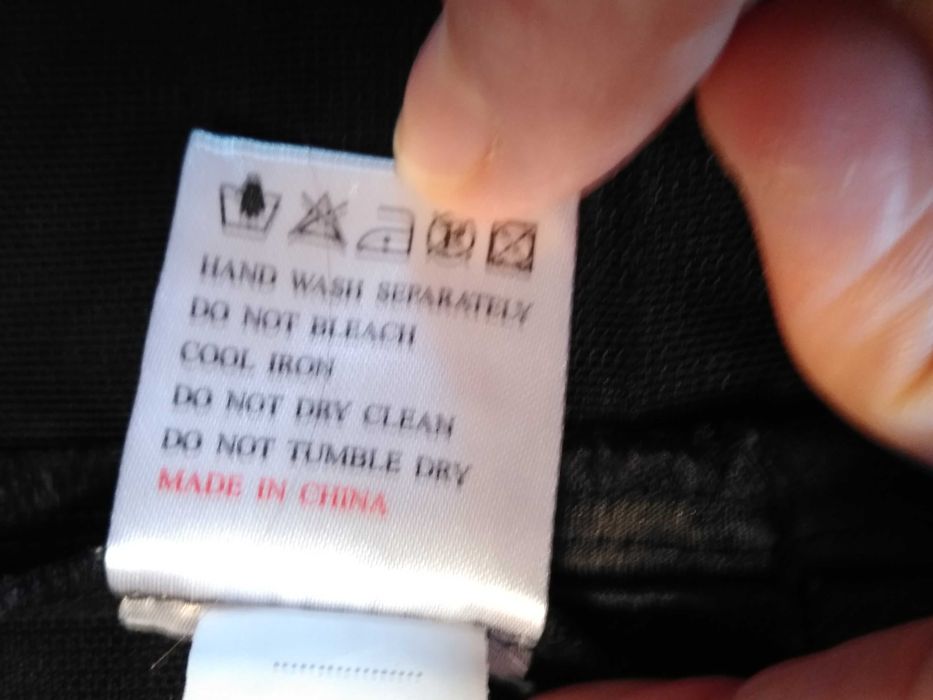 HAND WASH SEPARATELY
DO NOT BLEACH
COOL IRON
DO NOT DRY CLEAN
DO NOT TUMBLE DRY
MADE IN CHINA